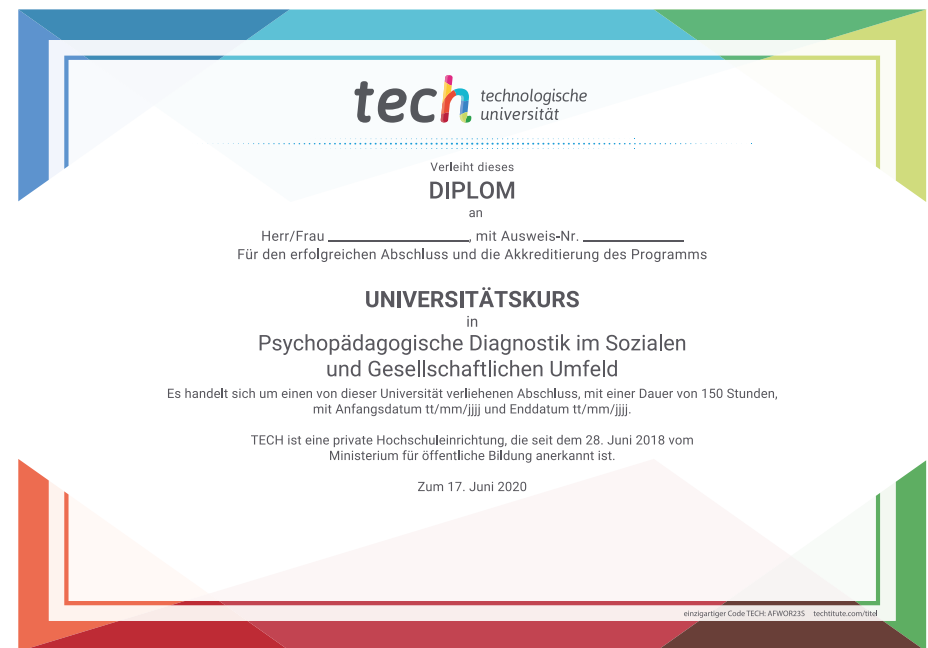 tech technologische
universität
Verleiht dieses
DIPLOM
an
Herr/Frau ____________________, mit Ausweis-Nr. ______________
Für den erfolgreichen Abschluss und die Akkreditierung des Programms
UNIVERSITÄTSKURS
in
Psychopädagogische Diagnostik im Sozialen
und Gesellschaftlichen Umfeld
Es handelt sich um einen von dieser Universität verliehenen Abschluss, mit einer Dauer von 150 Stunden,
mit Anfangsdatum tt/mm/jjjj und Enddatum tt/mm/jjjj.
TECH ist eine private Hochschuleinrichtung, die seit dem 28. Juni 2018 vom
Ministerium für öffentliche Bildung anerkannt ist.
Zum 17. Juni 2020
einzigartiger Code TECH: AFWOR23S techtitute.com/titel